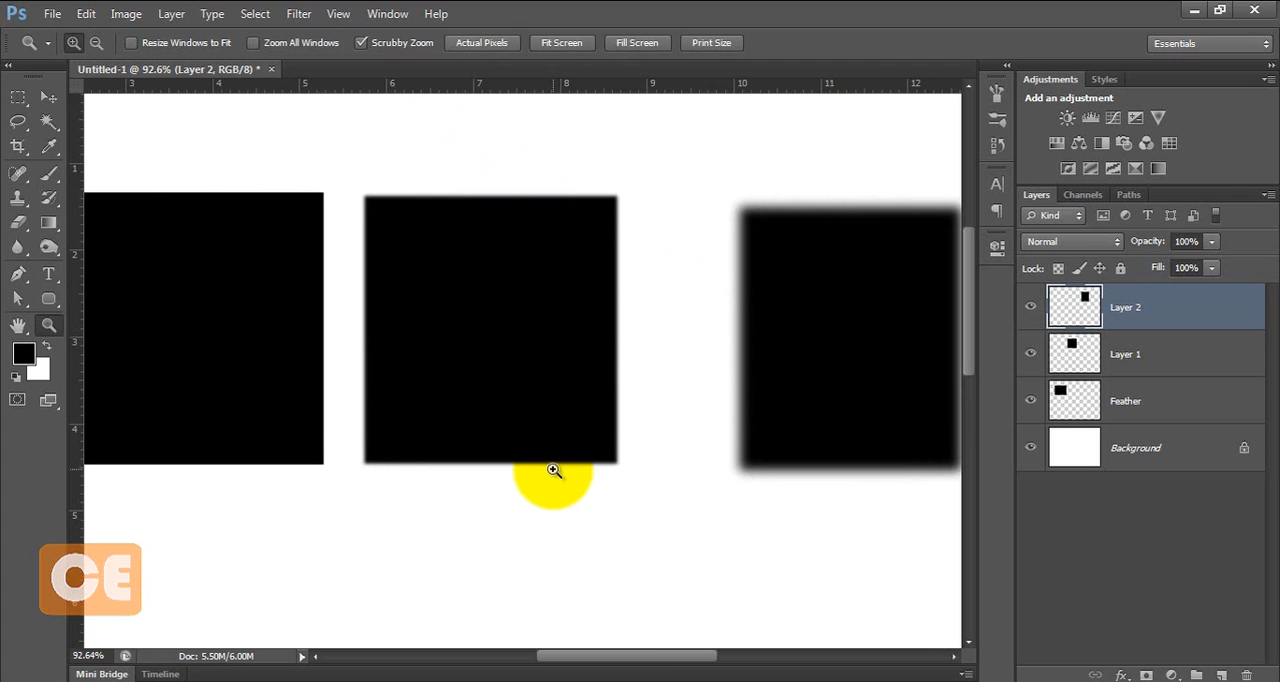 Ps File Edit Image Layer Type Select Filter View Window Help
Resize Windows to Fit Zoom All Windows Scrubby Zoom Actual Pixels Fit Screen Fill Screen Print Size Essentials
Untitled-1 @ 92.6% (Layer 2, RGB/8) * ×
3 4 5 6 7 8 9 10 11 12
1
2
3
4
5
Adjustments Styles
Add an adjustment
Layers Channels Paths
Kind
Normal Opacity: 100%
Lock: Fill: 100%
Layer 2
Layer 1
Feather
Background
CE
92.64% Doc: 5.50M/6.00M
Mini Bridge Timeline